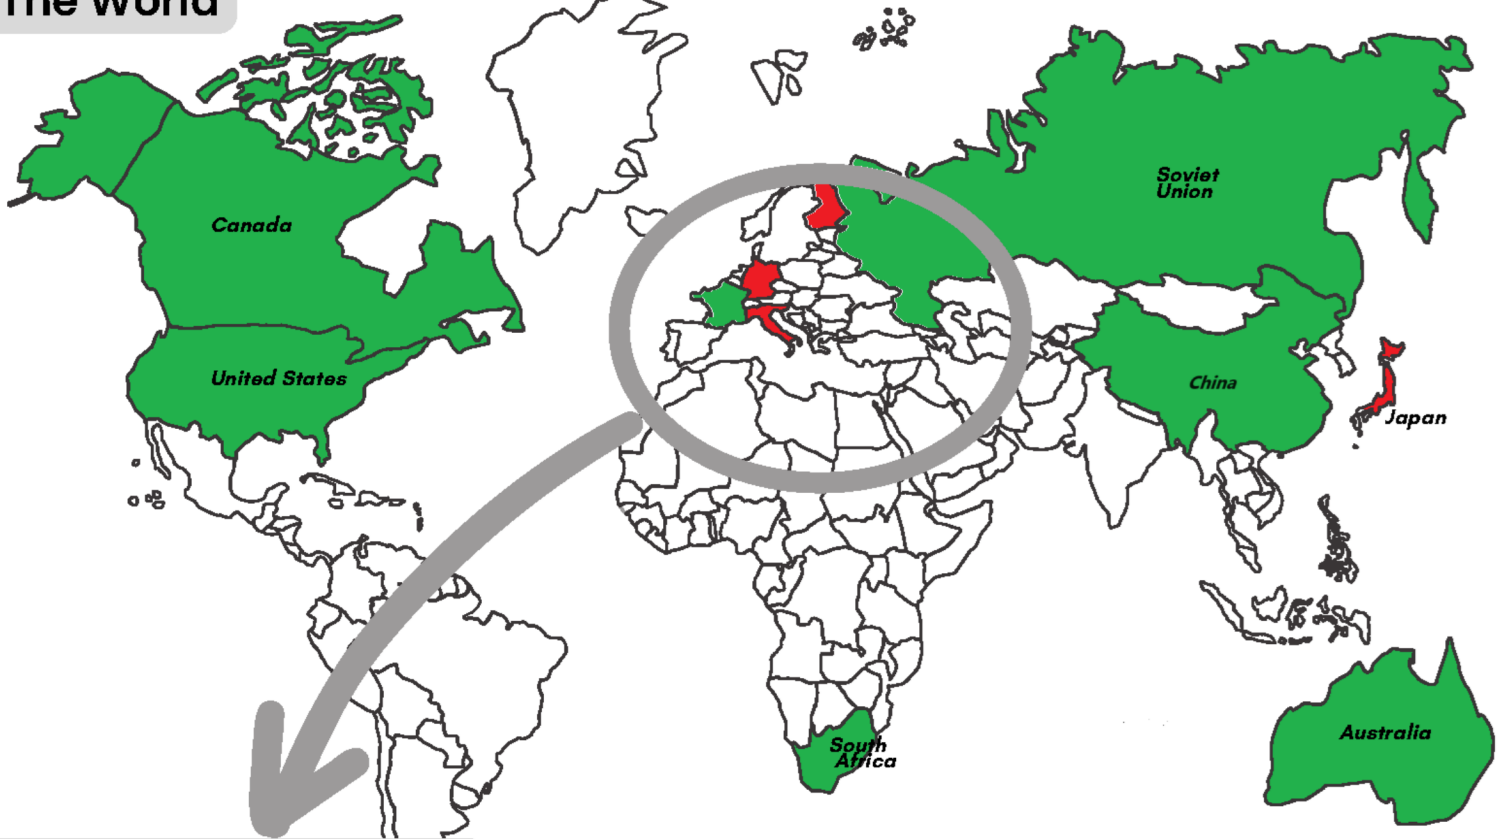 The World
Soviet
Union
Canada
United States
China
Japan
Australia
South
Africa